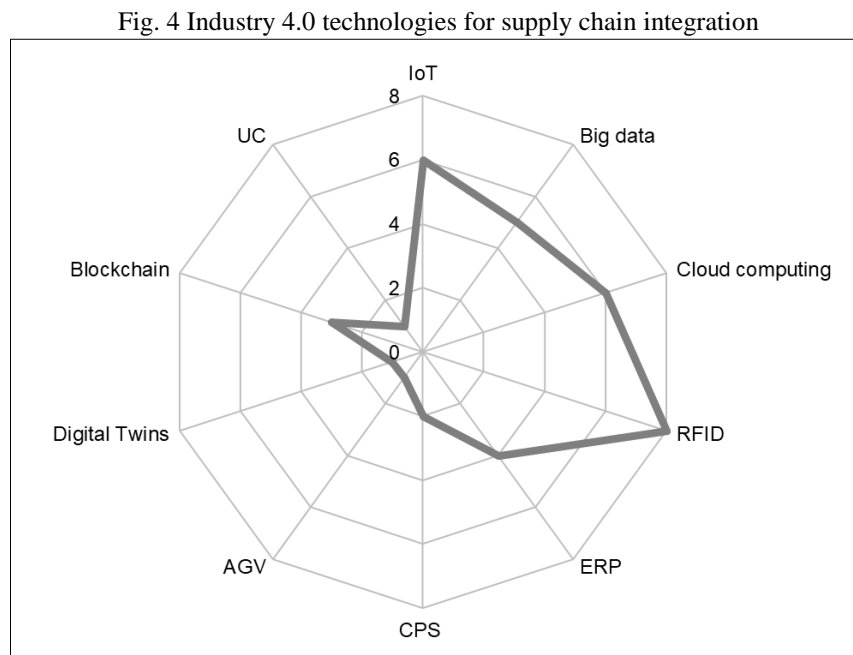 Fig. 4 Industry 4.0 technologies for supply chain integration
IoT
8
UC
Big data
6
4
Blockchain
Cloud computing
2
0
Digital Twins
RFID
AGV
ERP
CPS